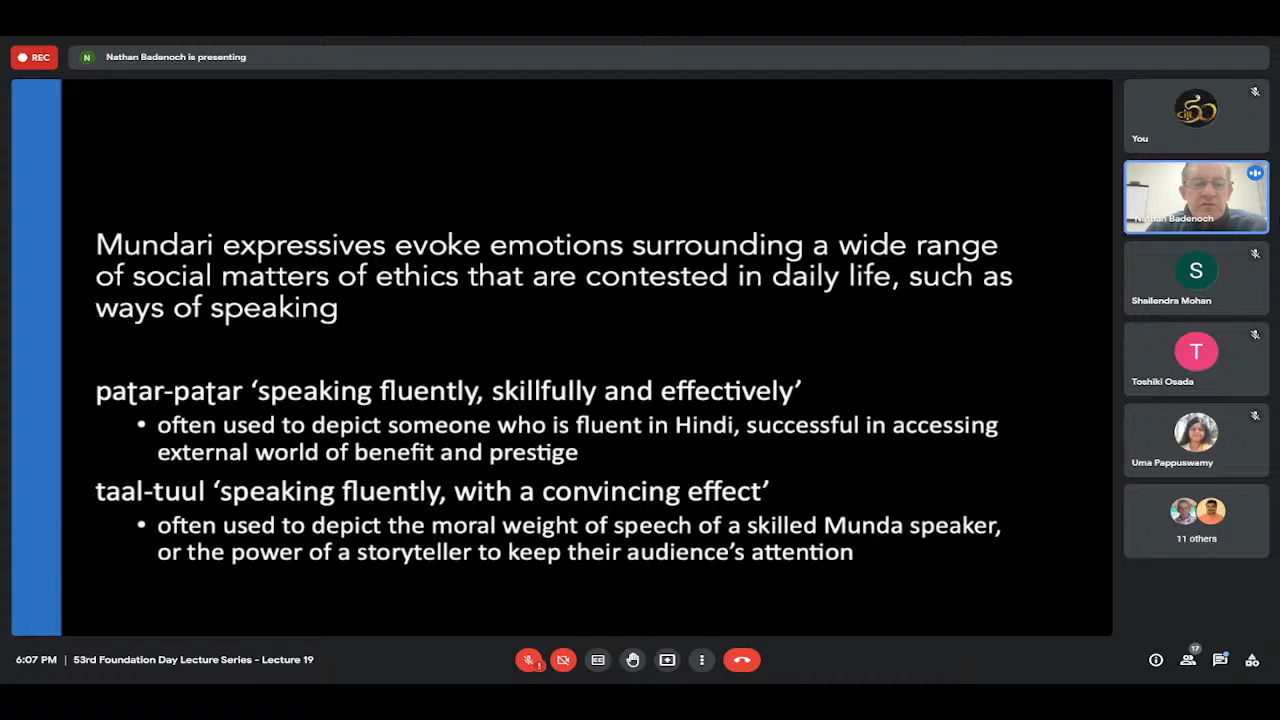 REC
N
Nathan Badenoch is presenting
Mundari expressives evoke emotions surrounding a wide range
of social matters of ethics that are contested in daily life, such as
ways of speaking
paʈar-paʈar ‘speaking fluently, skillfully and effectively’
• often used to depict someone who is fluent in Hindi, successful in accessing
external world of benefit and prestige
taal-tuul ‘speaking fluently, with a convincing effect’
• often used to depict the moral weight of speech of a skilled Munda speaker,
or the power of a storyteller to keep their audience’s attention
You
Nathan Badenoch
S
Shailendra Mohan
T
Toshiki Osada
Uma Pappuswamy
11 others
6:07 PM | 53rd Foundation Day Lecture Series - Lecture 19
17